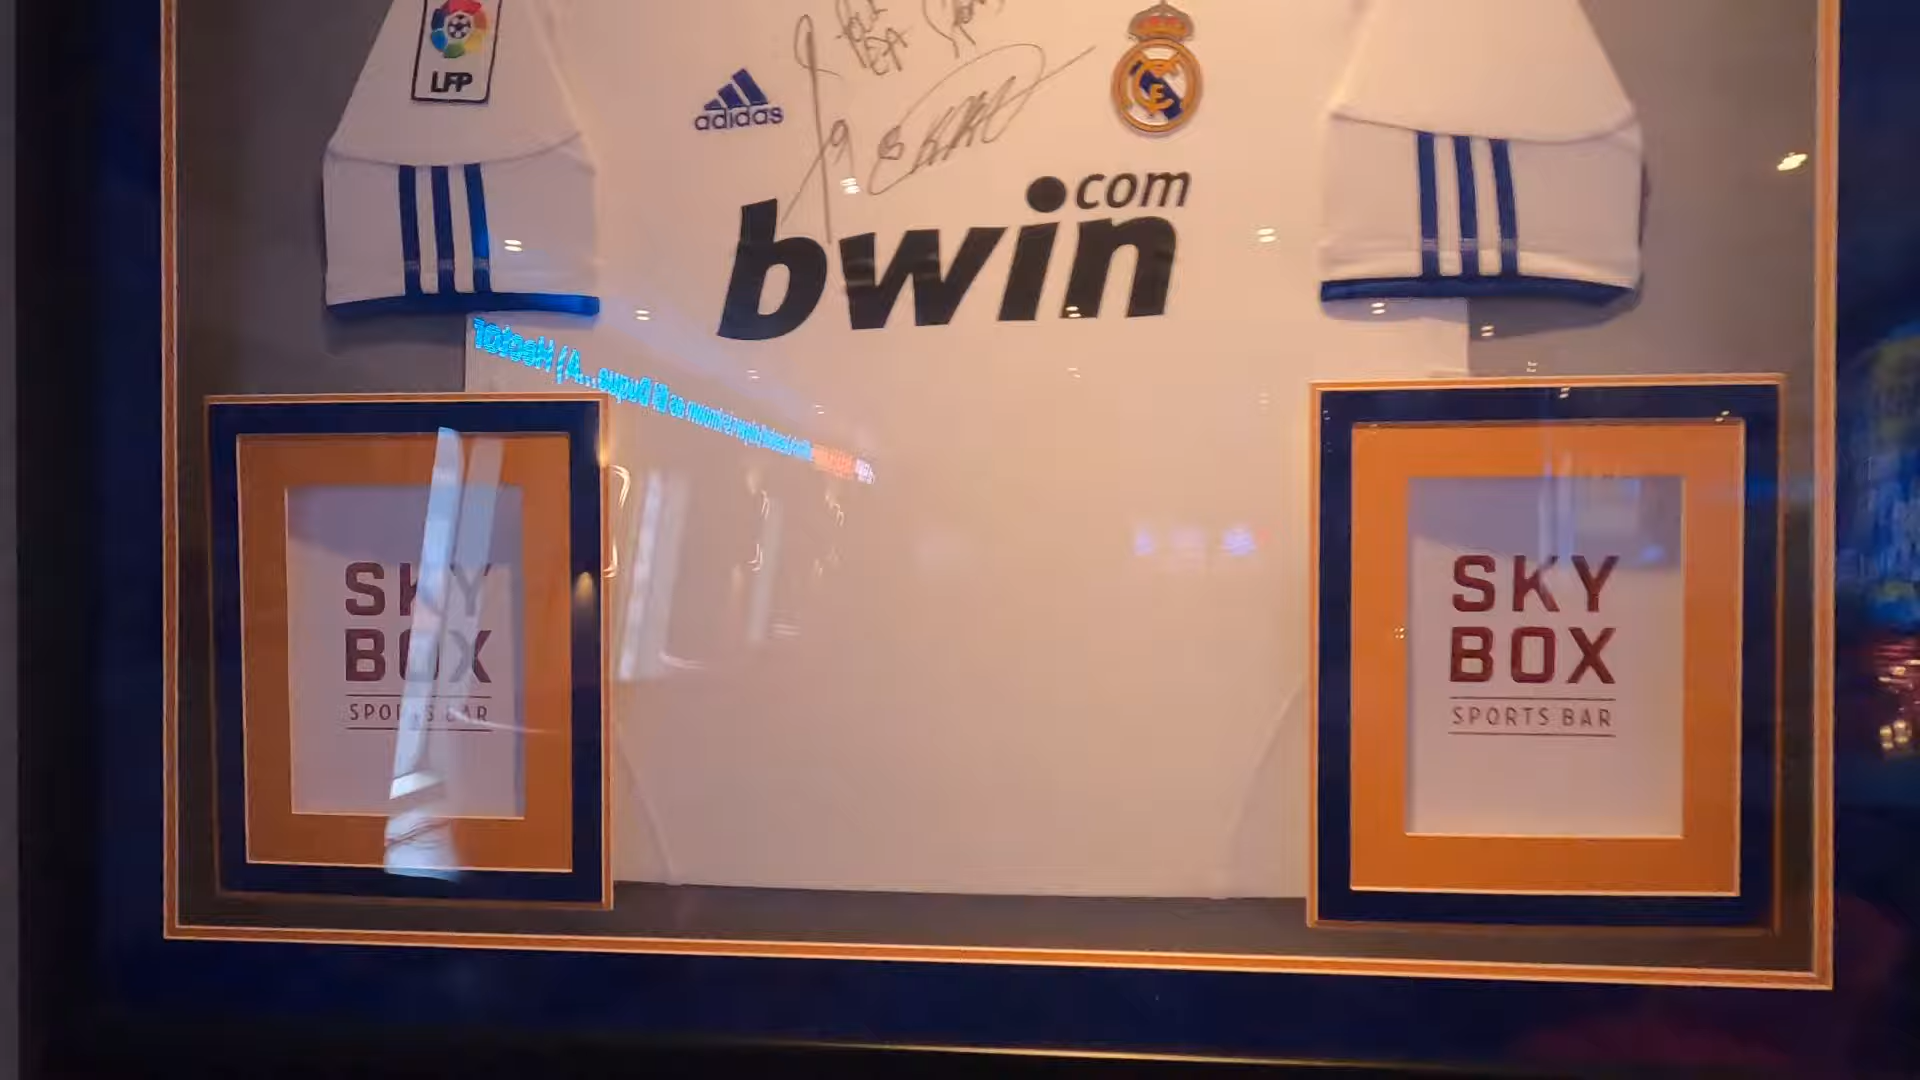 LFP
adidas
bwin
.com
SKY
BOX
SPORTS BAR
SKY
BOX
SPORTS BAR